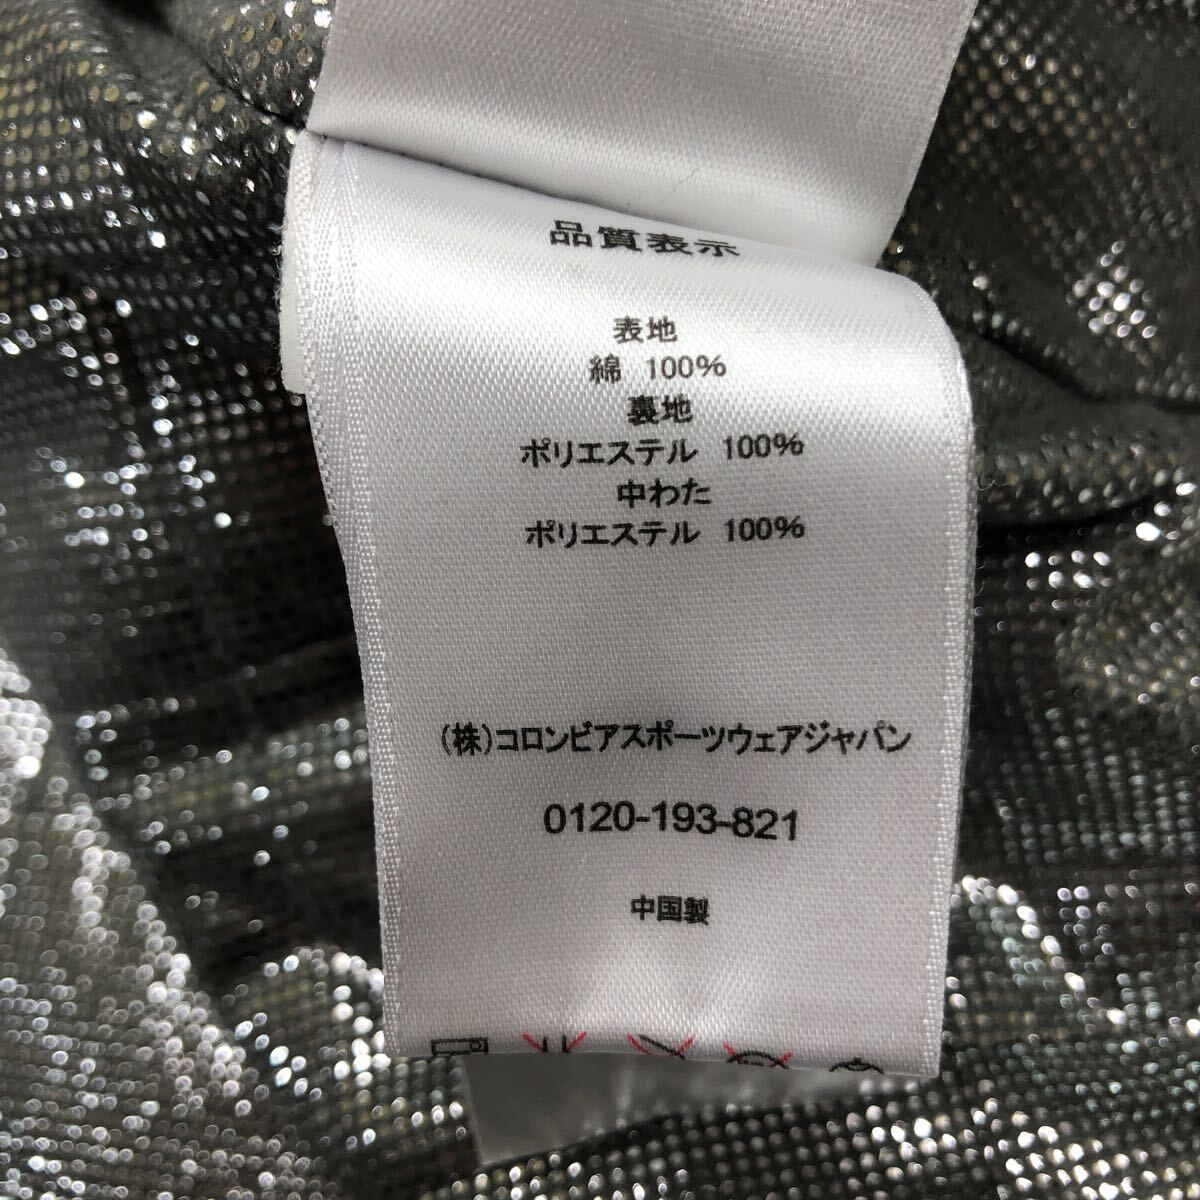 品質表示
表地
綿 100%
裏地
ポリエステル 100%
中わた
ポリエステル 100%
(株)コロンビアスポーツウェアジャパン
0120-193-821
中国製